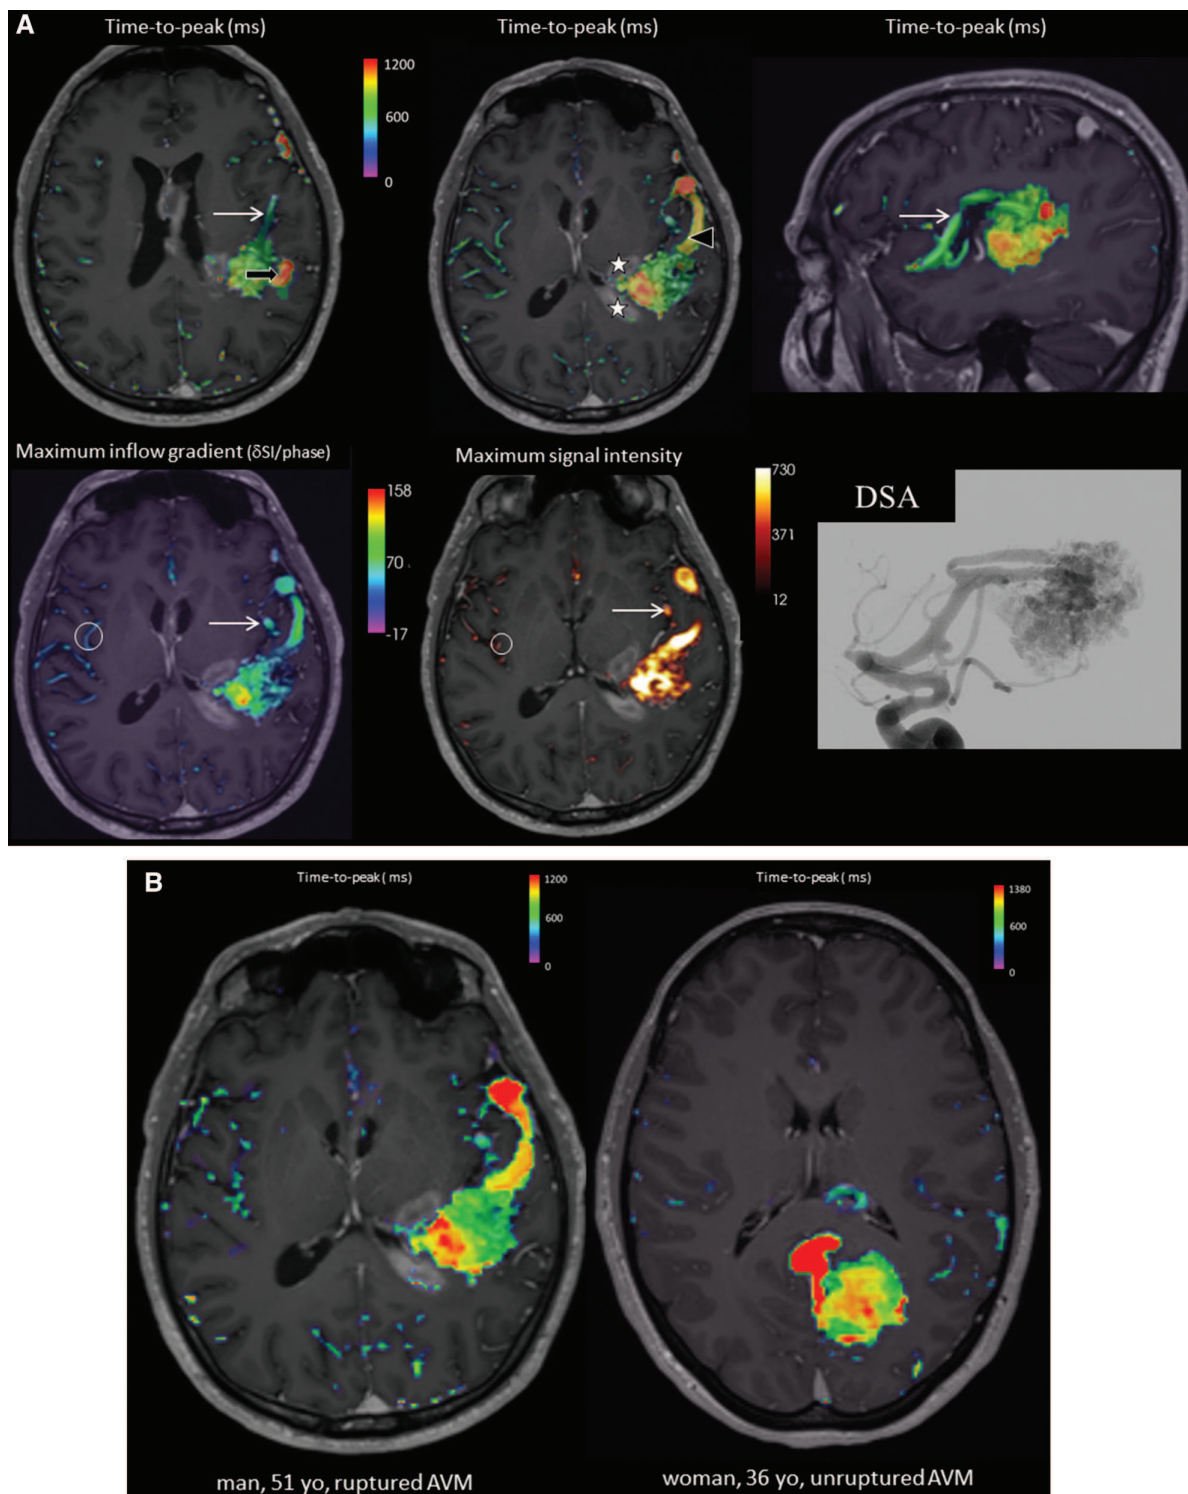 A
Time-to-peak (ms)
Time-to-peak (ms)
Time-to-peak (ms)
1200
600
0
Maximum inflow gradient (δSI/phase)
158
70
-17
Maximum signal intensity
730
371
12
DSA
B
Time-to-peak ( ms)
1200
600
0
Time-to-peak ( ms)
1380
600
0
man, 51 yo, ruptured AVM
woman, 36 yo, unruptured AVM